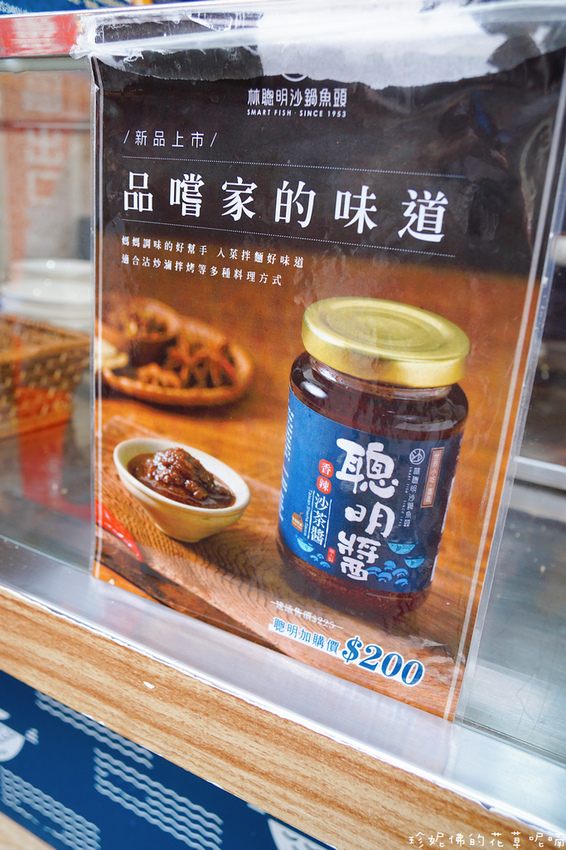 林聰明沙鍋魚頭
SMART FISH · SINCE 1953
/新品上市/
品嚐家的味道
媽媽調味的好幫手 入菜拌麵好味道
適合沾炒滷拌烤等多種料理方式
聰明醬
香辣
沙茶醬
林聰明沙鍋魚頭
$225
聰明加購價 $200
珍妮佛的花草呢喃